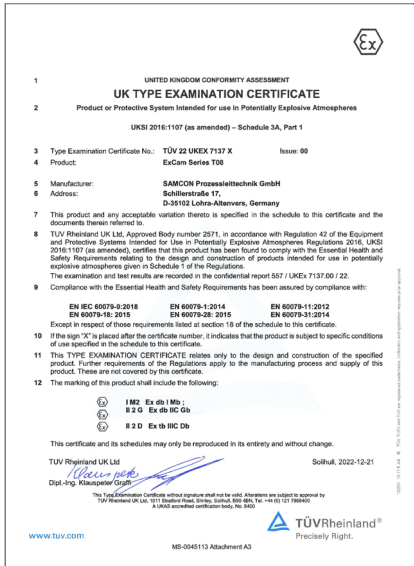 Ex
1 UNITED KINGDOM CONFORMITY ASSESSMENT
UK TYPE EXAMINATION CERTIFICATE
2 Product or Protective System Intended for use in Potentially Explosive Atmospheres
UKSI 2016:1107 (as amended) – Schedule 3A, Part 1
3 Type Examination Certificate No.: TÜV 22 UKEX 7137 X Issue: 00
4 Product: ExCam Series T08
5 Manufacturer: SAMCON Prozessleittechnik GmbH
6 Address: Schillerstraße 17,
D-35102 Lohra-Altenvers, Germany
7 This product and any acceptable variation thereto is specified in the schedule to this certificate and the
documents therein referred to.
8 TUV Rheinland UK Ltd, Approved Body number 2571, in accordance with Regulation 42 of the Equipment
and Protective Systems Intended for Use in Potentially Explosive Atmospheres Regulations 2016, UKSI
2016:1107 (as amended), certifies that this product has been found to comply with the Essential Health and
Safety Requirements relating to the design and construction of products intended for use in potentially
explosive atmospheres given in Schedule 1 of the Regulations.
The examination and test results are recorded in the confidential report 557 / UKEx 7137.00 / 22.
9 Compliance with the Essential Health and Safety Requirements has been assured by compliance with:
EN IEC 60079-0:2018 EN 60079-1:2014 EN 60079-11:2012
EN 60079-18: 2015 EN 60079-28: 2015 EN 60079-31:2014
Except in respect of those requirements listed at section 18 of the schedule to this certificate.
10 If the sign "X" is placed after the certificate number, it indicates that the product is subject to specific conditions
of use specified in the schedule to this certificate.
11 This TYPE EXAMINATION CERTIFICATE relates only to the design and construction of the specified
product. Further requirements of the Regulations apply to the manufacturing process and supply of this
product. These are not covered by this certificate.
12 The marking of this product shall include the following:
Ex I M2 Ex db I Mb ;
Ex II 2 G Ex db IIC Gb
Ex II 2 D Ex tb IIIC Db
This certificate and its schedules may only be reproduced in its entirety and without change.
TUV Rheinland UK Ltd Solihull, 2022-12-21
Dipl.-Ing. Klauspeter Graffi
This Type Examination Certificate without signature shall not be valid. Alterations are subject to approval by
TUV Rheinland UK Ltd, 1011 Stratford Road, Shirley, Solihull, B90 4BN, Tel. +44 (0) 121 7969400
A UKAS accredited certification body, No. 8400
www.tuv.com
TÜVRheinland®
Precisely Right.
MS-0045113 Attachment A3